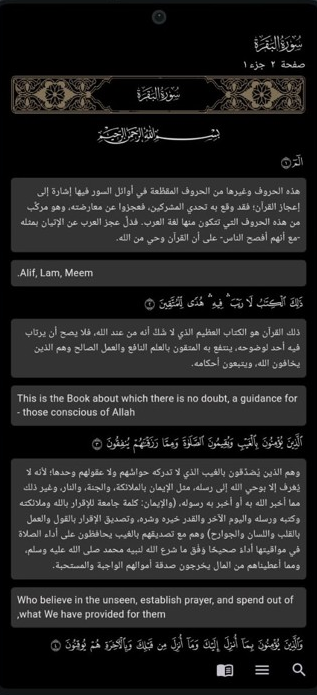 سُورَةُ البَقَرَةِ
صفحة ٢ جزء ١
سُورَةُ البَقَرَةِ
بِسْمِ اللَّهِ الرَّحْمَٰنِ الرَّحِيمِ
الٓمٓ ١
هذه الحروف وغيرها من الحروف المقطّعة في أوائل السور فيها إشارة إلى
إعجاز القرآن؛ فقد وقع به تحدي المشركين، فعجزوا عن معارضته، وهو مركَّب
من هذه الحروف التي تتكون منها لغة العرب. فدلَّ عجز العرب عن الإتيان بمثله
-مع أنهم أفصح الناس- على أن القرآن وحي من الله.
.Alif, Lam, Meem
ذَٰلِكَ ٱلْكِتَٰبُ لَا رَيْبَ ۛ فِيهِ ۛ هُدًى لِّلْمُتَّقِينَ ٢
ذلك القرآن هو الكتاب العظيم الذي لا شَكَّ أنه من عند الله، فلا يصح أن يرتاب
فيه أحد لوضوحه، ينتفع به المتقون بالعلم النافع والعمل الصالح وهم الذين
يخافون الله، ويتبعون أحكامه.
This is the Book about which there is no doubt, a guidance for
- those conscious of Allah
ٱلَّذِينَ يُؤْمِنُونَ بِٱلْغَيْبِ وَيُقِيمُونَ ٱلصَّلَوٰةَ وَمِمَّا رَزَقْنَٰهُمْ يُنفِقُونَ ٣
وهم الذين يُصَدِّقون بالغيب الذي لا تدركه حواسُّهم ولا عقولهم وحدها؛ لأنه لا
يُعْرف إلا بوحي الله إلى رسله، مثل الإيمان بالملائكة، والجنة، والنار، وغير ذلك
مما أخبر الله به أو أخبر به رسوله، (والإيمان: كلمة جامعة للإقرار بالله وملائكته
وكتبه ورسله واليوم الآخر والقدر خيره وشره، وتصديق الإقرار بالقول والعمل
بالقلب واللسان والجوارح) وهم مع تصديقهم بالغيب يحافظون على أداء الصلاة
في مواقيتها أداءً صحيحًا وَفْق ما شرع الله لنبيه محمد صلى الله عليه وسلم،
ومما أعطيناهم من المال يخرجون صدقة أموالهم الواجبة والمستحبة.
Who believe in the unseen, establish prayer, and spend out of
,what We have provided for them
وَٱلَّذِينَ يُؤْمِنُونَ بِمَآ أُنزِلَ إِلَيْكَ وَمَآ أُنزِلَ مِن قَبْلِكَ وَبِٱلْءَاخِرَةِ هُمْ يُوقِنُونَ ٤